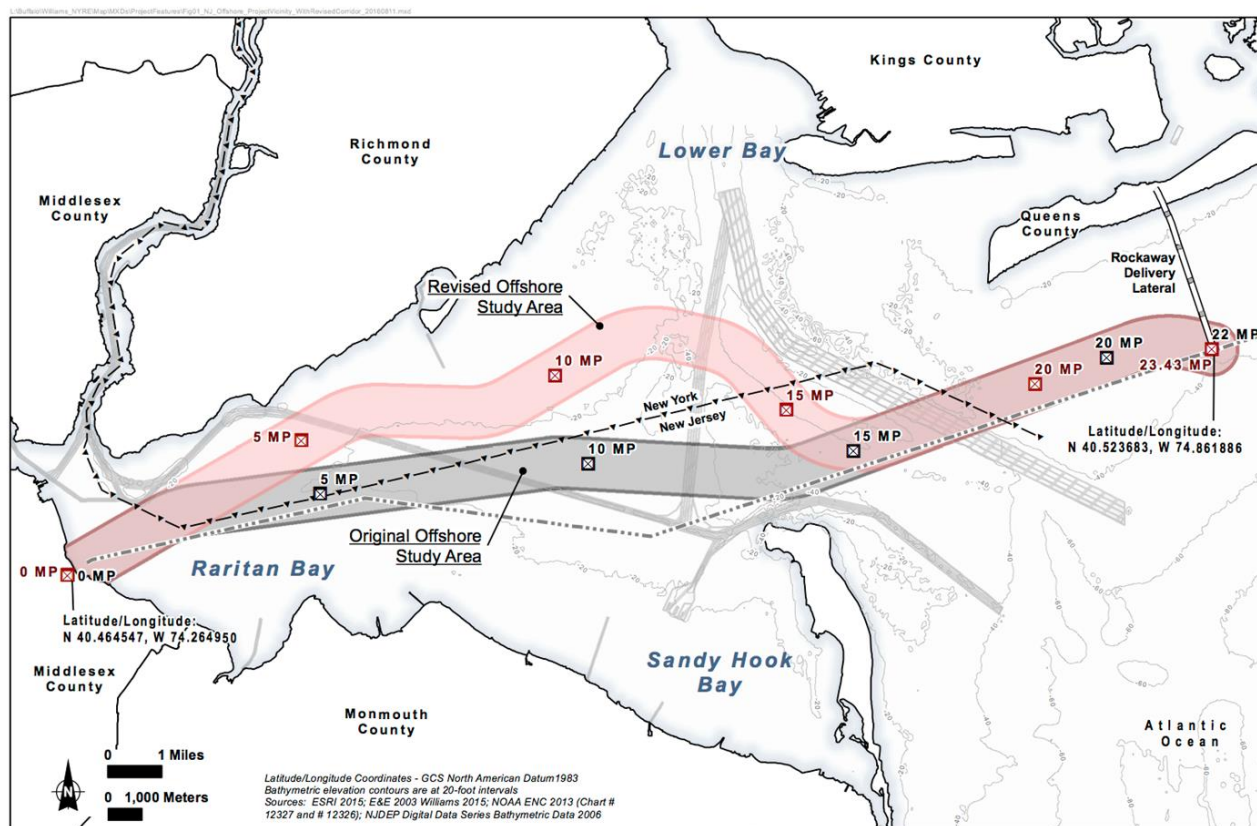 L:\Buffalo\Williams_NYRE\Map\MXDs\ProjectFeatures\Fig01_NJ_Offshore_ProjectVicinity_WithRevisedCorridor_20160811.mxd
Kings County
Richmond
County
Lower Bay
Middlesex
County
Queens
County
Rockaway
Delivery
Lateral
Revised Offshore
Study Area
10 MP
20 MP
22 MP
20 MP
23.43 MP
New York
New Jersey
15 MP
5 MP
15 MP
10 MP
Latitude/Longitude:
N 40.523683, W 74.861886
5 MP
Original Offshore
Study Area
0 MP
0 MP
Raritan Bay
Latitude/Longitude:
N 40.464547, W 74.264950
Sandy Hook
Bay
Middlesex
County
Monmouth
County
Atlantic
Ocean
0 1 Miles
0 1,000 Meters
N
Latitude/Longitude Coordinates - GCS North American Datum1983
Bathymetric elevation contours are at 20-foot intervals
Sources: ESRI 2015; E&E 2003 Williams 2015; NOAA ENC 2013 (Chart #
12327 and # 12326); NJDEP Digital Data Series Bathymetric Data 2006